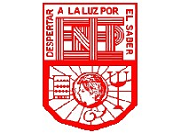 DESPERTAR A LA LUZ POR EL SABER
ENP